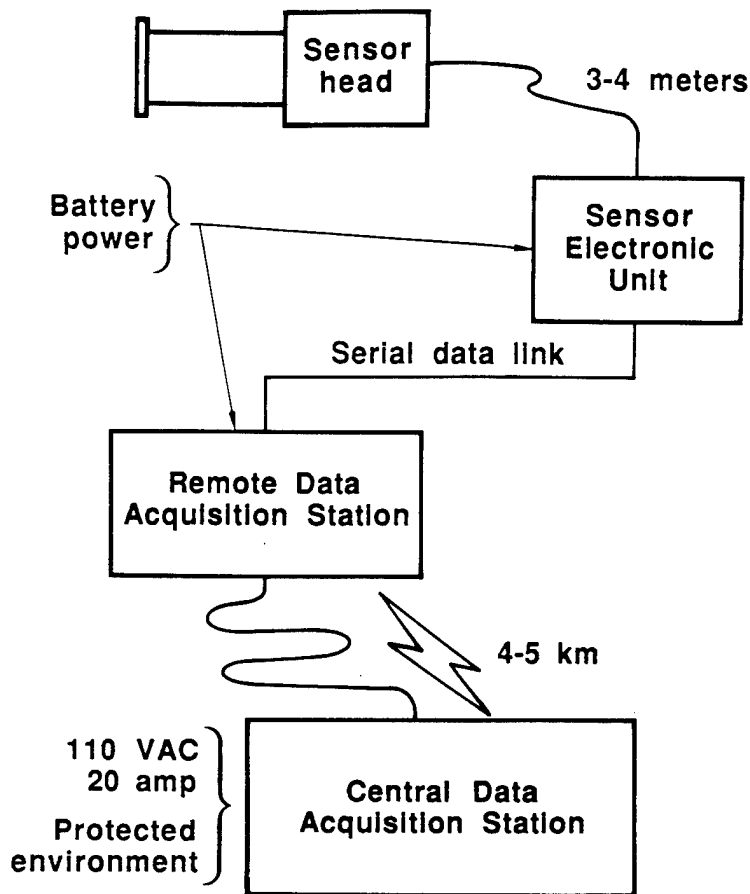 Sensor
head
3-4 meters
Battery
power
Sensor
Electronic
Unit
Serial data link
Remote Data
Acquisition Station
4-5 km
110 VAC
20 amp
Protected
environment
Central Data
Acquisition Station